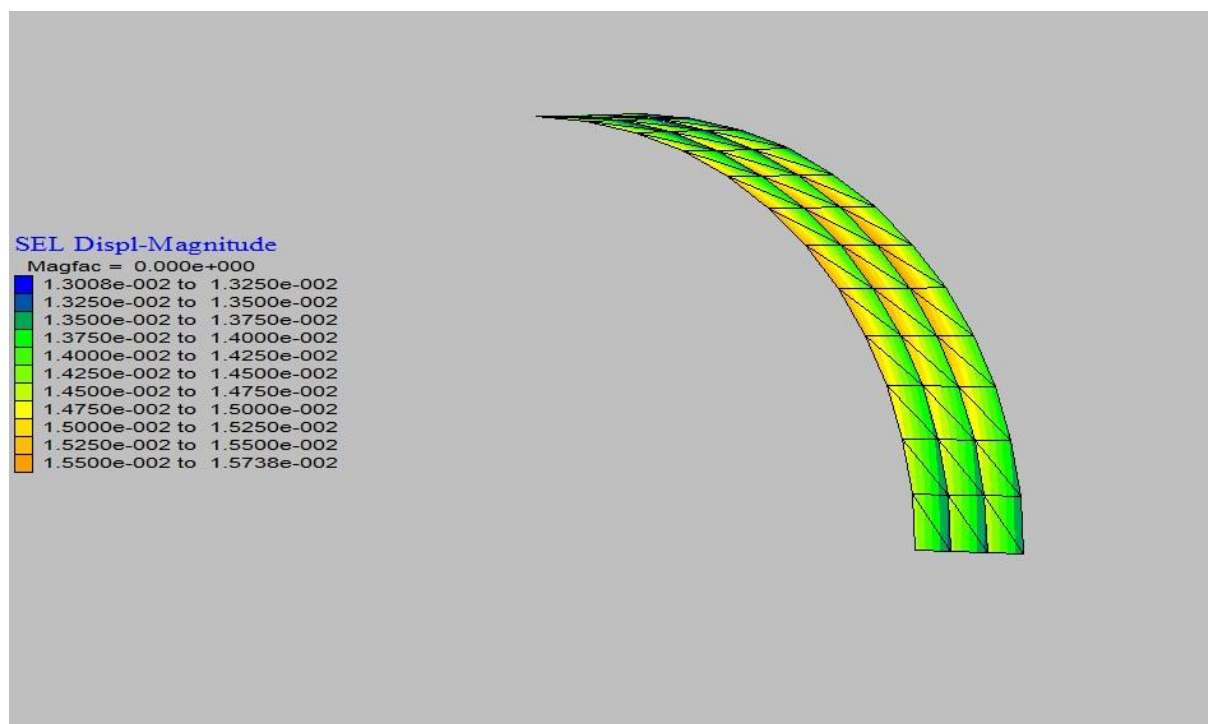 SEL Displ-Magnitude
Magfac = 0.000e+000
1.3008e-002 to 1.3250e-002
1.3250e-002 to 1.3500e-002
1.3500e-002 to 1.3750e-002
1.3750e-002 to 1.4000e-002
1.4000e-002 to 1.4250e-002
1.4250e-002 to 1.4500e-002
1.4500e-002 to 1.4750e-002
1.4750e-002 to 1.5000e-002
1.5000e-002 to 1.5250e-002
1.5250e-002 to 1.5500e-002
1.5500e-002 to 1.5738e-002